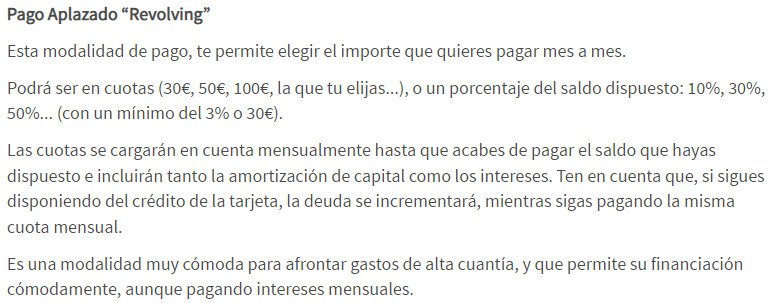 Pago Aplazado “Revolving”
Esta modalidad de pago, te permite elegir el importe que quieres pagar mes a mes.
Podrá ser en cuotas (30€, 50€, 100€, la que tu elijas...), o un porcentaje del saldo dispuesto: 10%, 30%,
50%... (con un mínimo del 3% o 30€).
Las cuotas se cargarán en cuenta mensualmente hasta que acabes de pagar el saldo que hayas
dispuesto e incluirán tanto la amortización de capital como los intereses. Ten en cuenta que, si sigues
disponiendo del crédito de la tarjeta, la deuda se incrementará, mientras sigas pagando la misma
cuota mensual.
Es una modalidad muy cómoda para afrontar gastos de alta cuantía, y que permite su financiación
cómodamente, aunque pagando intereses mensuales.